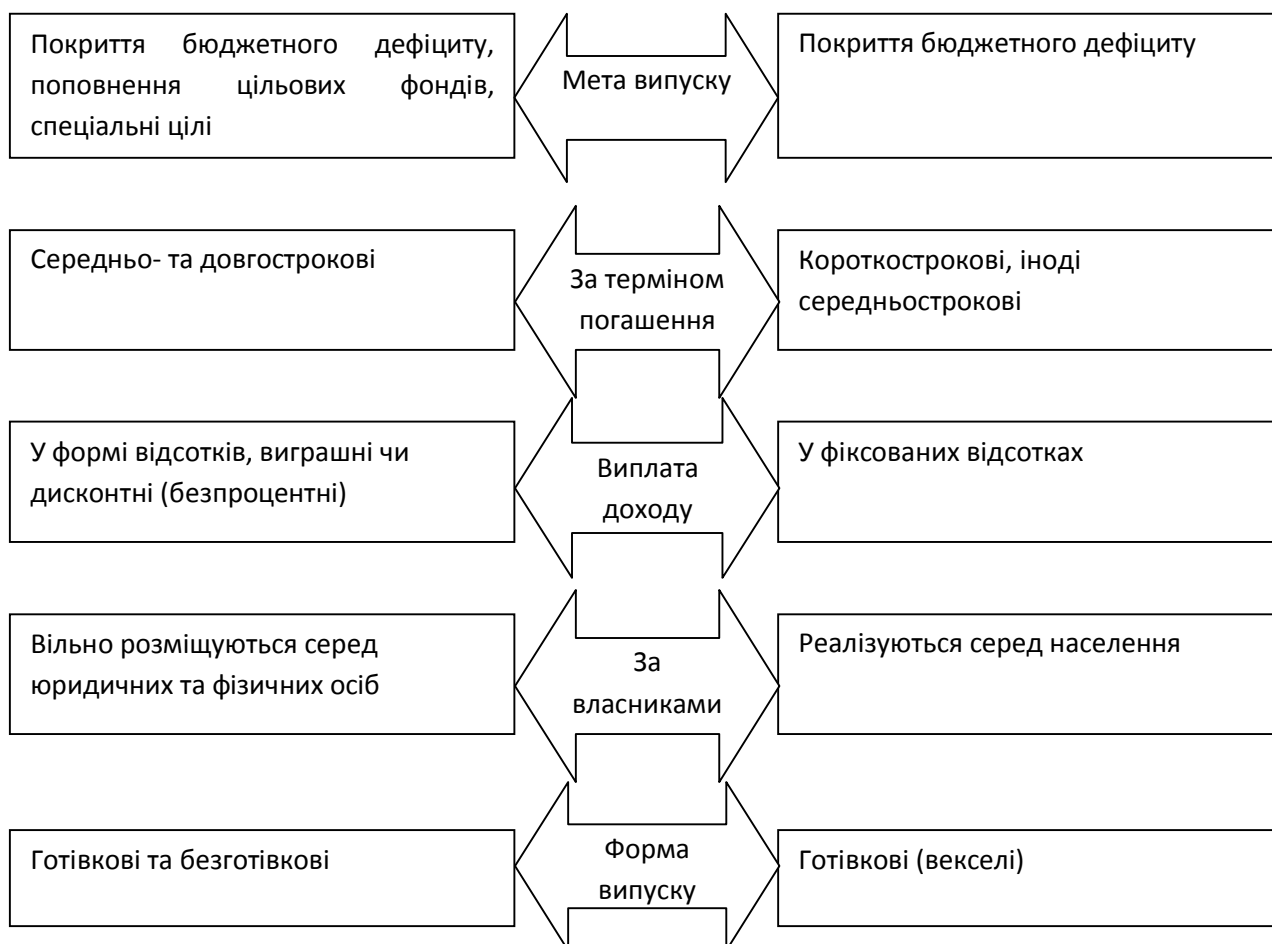 Покриття бюджетного дефіциту,
поповнення цільових фондів,
спеціальні цілі
Мета випуску
Покриття бюджетного дефіциту
Середньо- та довгострокові
За терміном
погашення
Короткострокові, іноді
середньострокові
У формі відсотків, виграшні чи
дисконтні (безпроцентні)
Виплата
доходу
У фіксованих відсотках
Вільно розміщуються серед
юридичних та фізичних осіб
За
власниками
Реалізуються серед населення
Готівкові та безготівкові
Форма
випуску
Готівкові (векселі)